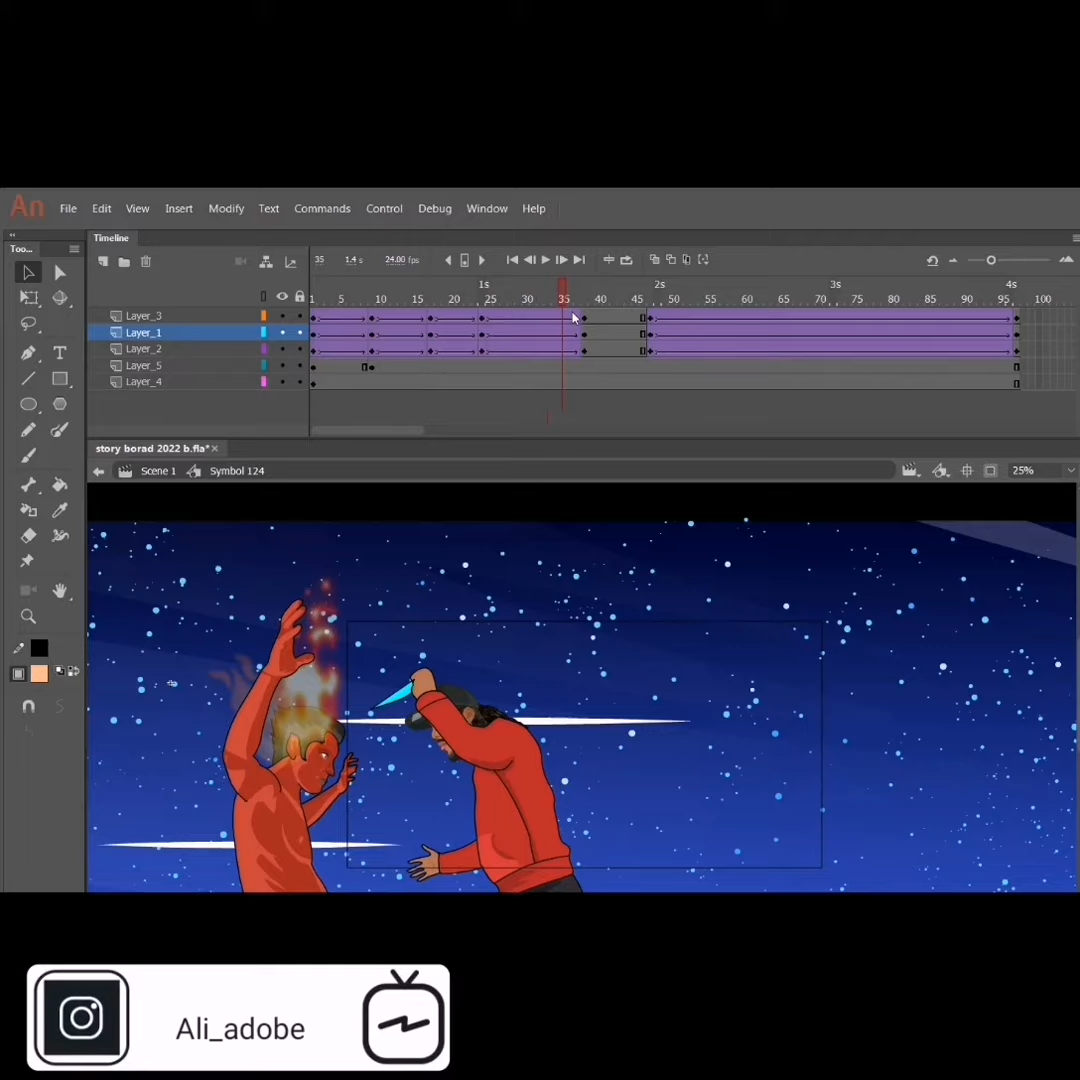 An File Edit View Insert Modify Text Commands Control Debug Window Help
Too... Timeline
35 1.4 s 24.00 fps
1s 2s 3s 4s
1 5 10 15 20 25 30 35 40 45 50 55 60 65 70 75 80 85 90 95 100
Layer_3
Layer_1
Layer_2
Layer_5
Layer_4
story borad 2022 b.fla*
Scene 1 Symbol 124 25%
Ali_adobe